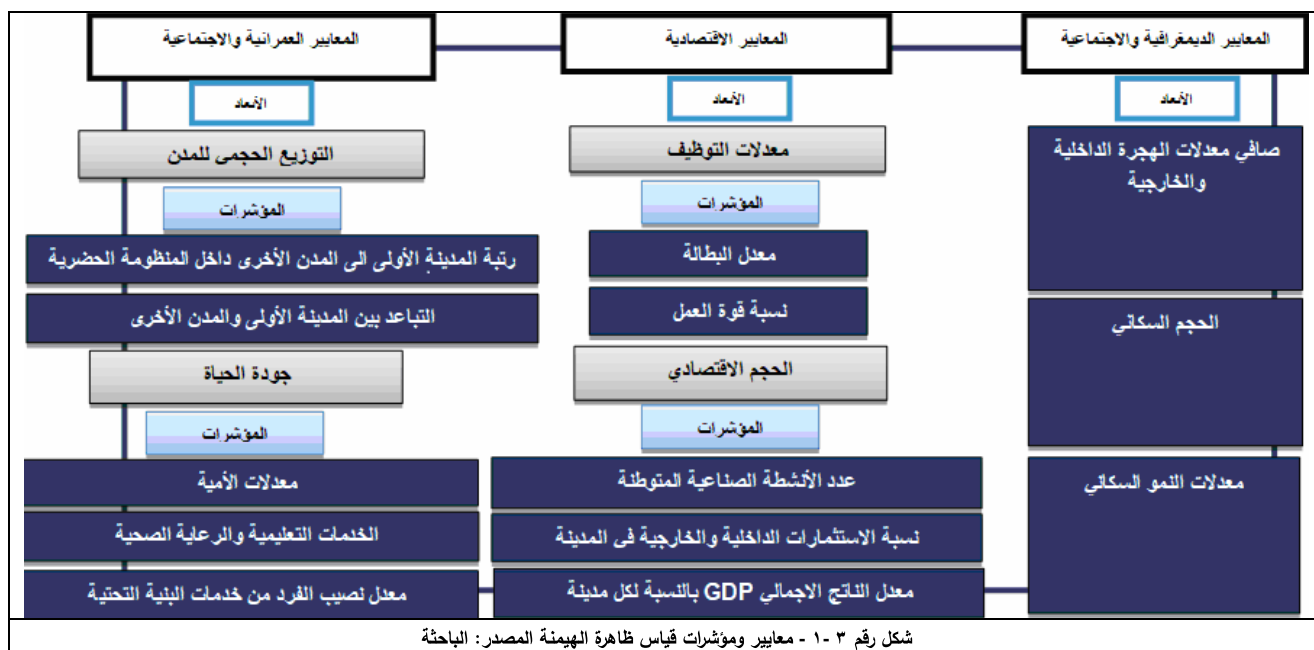 المعايير الديمغرافية والاجتماعية
الأبعاد
صافي معدلات الهجرة الداخلية
والخارجية
الحجم السكاني
معدلات النمو السكاني
المعايير الاقتصادية
الأبعاد
معدلات التوظيف
المؤشرات
معدل البطالة
نسبة قوة العمل
الحجم الاقتصادي
المؤشرات
عدد الأنشطة الصناعية المتوطنة
نسبة الاستثمارات الداخلية والخارجية فى المدينة
معدل الناتج الاجمالي GDP بالنسبة لكل مدينة
المعايير العمرانية والاجتماعية
الأبعاد
التوزيع الحجمى للمدن
المؤشرات
رتبة المدينة الأولى الى المدن الأخرى داخل المنظومة الحضرية
التباعد بين المدينة الأولى والمدن الأخرى
جودة الحياة
المؤشرات
معدلات الأمية
الخدمات التعليمية والرعاية الصحية
معدل نصيب الفرد من خدمات البنية التحتية
شكل رقم ٣ -١ - معايير ومؤشرات قياس ظاهرة الهيمنة المصدر: الباحثة